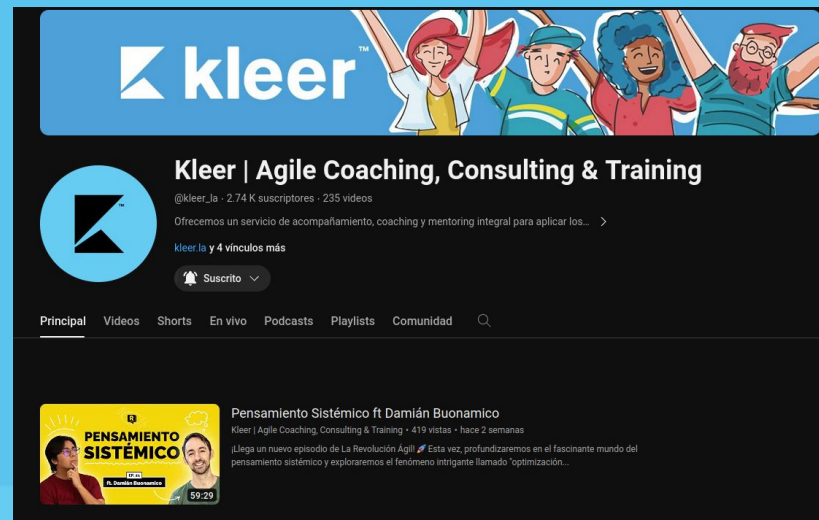 kleer™
Kleer | Agile Coaching, Consulting & Training
@kleer_la · 2.74 K suscriptores · 235 videos
Ofrecemos un servicio de acompañamiento, coaching y mentoring integral para aplicar los...
kleer.la y 4 vínculos más
Suscrito
Principal Videos Shorts En vivo Podcasts Playlists Comunidad
PENSAMIENTO
SISTÉMICO
ft. Damián Buonamico
59:29
Pensamiento Sistémico ft Damián Buonamico
Kleer | Agile Coaching, Consulting & Training • 419 vistas • hace 2 semanas
¡Llega un nuevo episodio de La Revolución Ágil! 🚀 Esta vez, profundizaremos en el fascinante mundo del
pensamiento sistémico y exploraremos el fenómeno intrigante llamado "optimización...